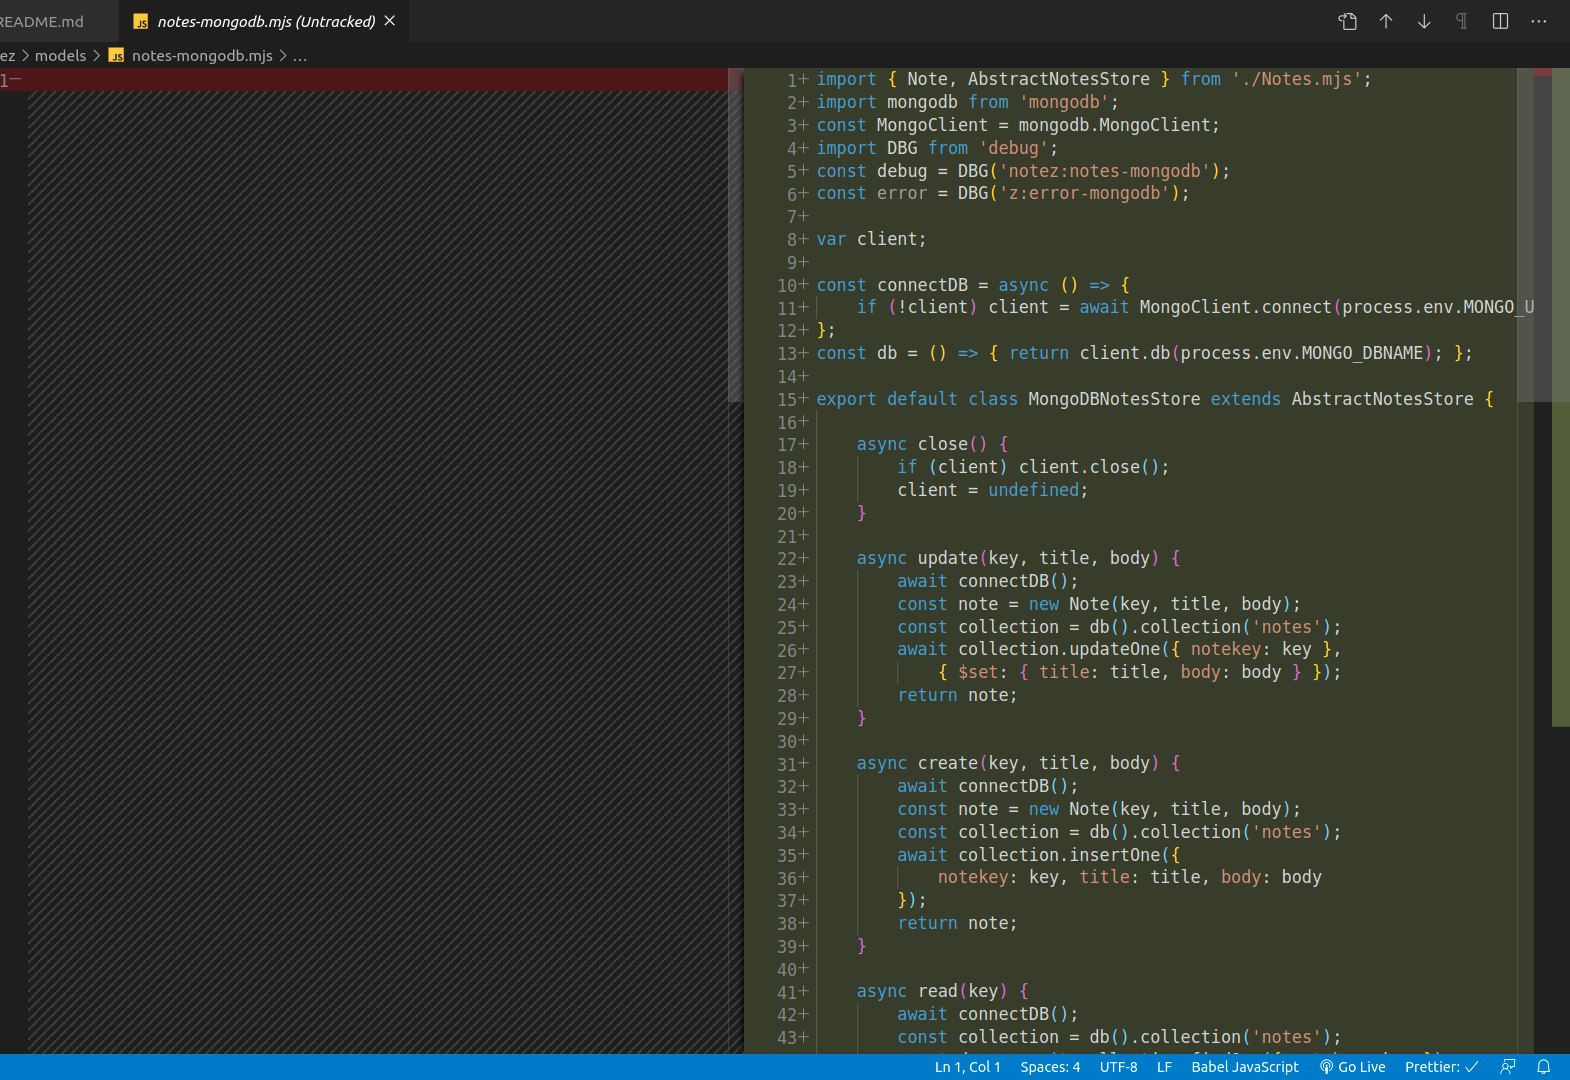 README.md
JS notes-mongodb.mjs (Untracked)
ez > models > JS notes-mongodb.mjs > ...
1−
1+ import { Note, AbstractNotesStore } from './Notes.mjs';
2+ import mongodb from 'mongodb';
3+ const MongoClient = mongodb.MongoClient;
4+ import DBG from 'debug';
5+ const debug = DBG('notez:notes-mongodb');
6+ const error = DBG('z:error-mongodb');
7+
8+ var client;
9+
10+ const connectDB = async () => {
11+     if (!client) client = await MongoClient.connect(process.env.MONGO_U
12+ };
13+ const db = () => { return client.db(process.env.MONGO_DBNAME); };
14+
15+ export default class MongoDBNotesStore extends AbstractNotesStore {
16+
17+     async close() {
18+         if (client) client.close();
19+         client = undefined;
20+     }
21+
22+     async update(key, title, body) {
23+         await connectDB();
24+         const note = new Note(key, title, body);
25+         const collection = db().collection('notes');
26+         await collection.updateOne({ notekey: key },
27+             { $set: { title: title, body: body } });
28+         return note;
29+     }
30+
31+     async create(key, title, body) {
32+         await connectDB();
33+         const note = new Note(key, title, body);
34+         const collection = db().collection('notes');
35+         await collection.insertOne({
36+             notekey: key, title: title, body: body
37+         });
38+         return note;
39+     }
40+
41+     async read(key) {
42+         await connectDB();
43+         const collection = db().collection('notes');
Ln 1, Col 1 Spaces: 4 UTF-8 LF Babel JavaScript Go Live Prettier: ✓